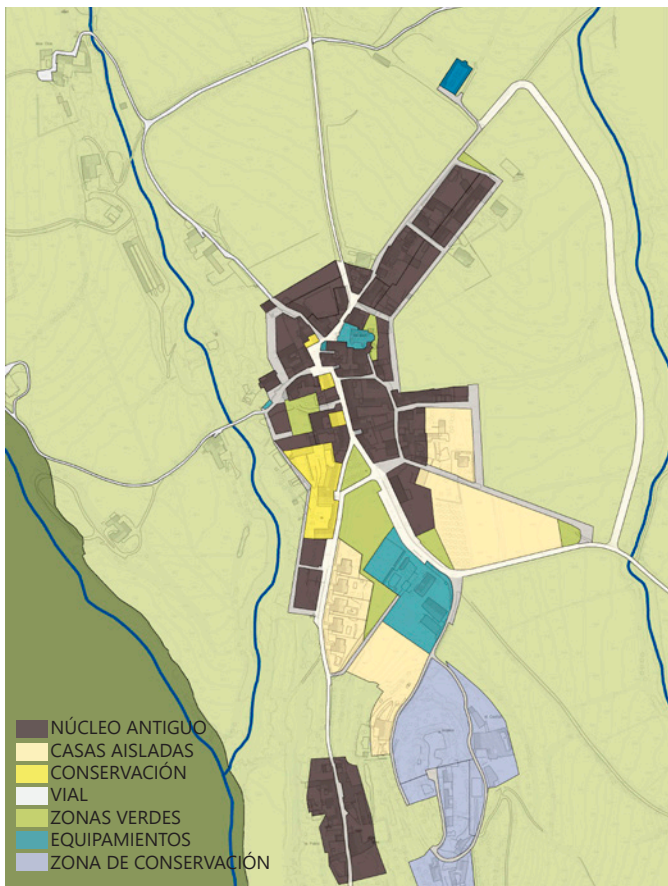 NÚCLEO ANTIGUO
CASAS AISLADAS
CONSERVACIÓN
VIAL
ZONAS VERDES
EQUIPAMIENTOS
ZONA DE CONSERVACIÓN